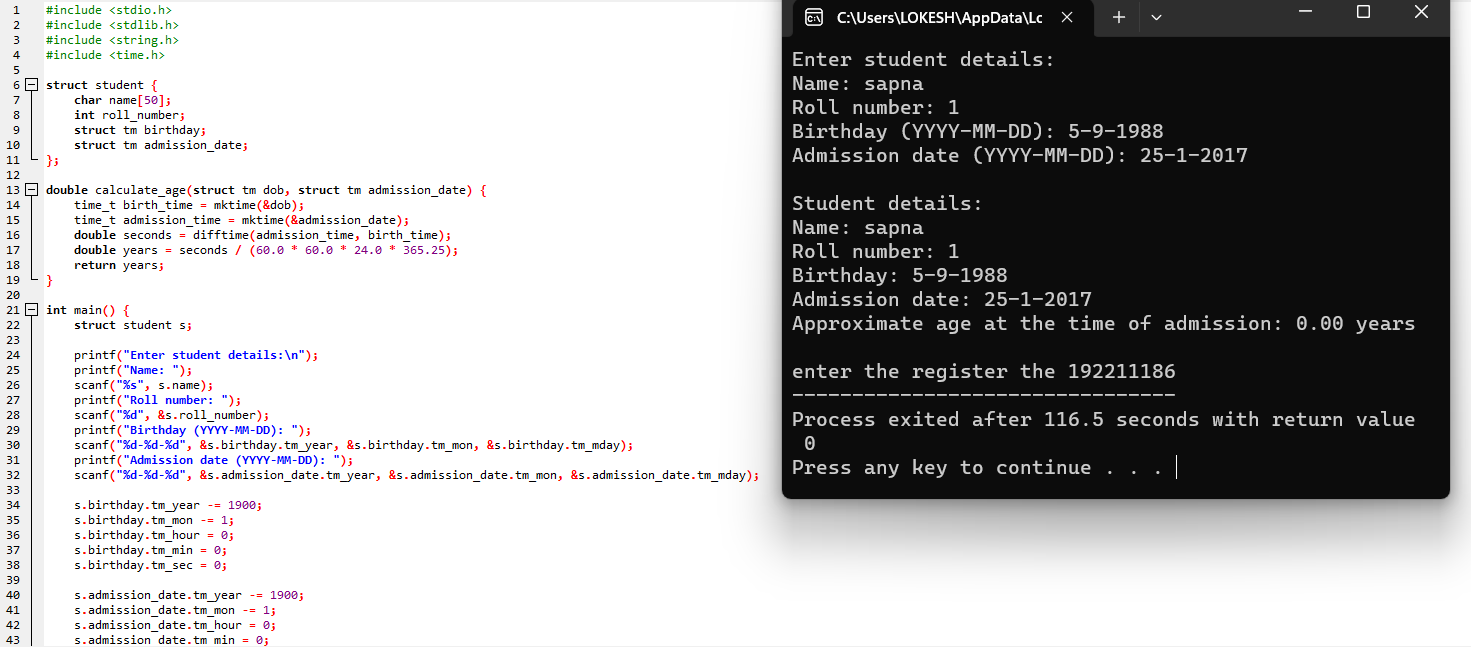 1 #include <stdio.h>
2 #include <stdlib.h>
3 #include <string.h>
4 #include <time.h>
5
6 struct student {
7     char name[50];
8     int roll_number;
9     struct tm birthday;
10     struct tm admission_date;
11 };
12
13 double calculate_age(struct tm dob, struct tm admission_date) {
14     time_t birth_time = mktime(&dob);
15     time_t admission_time = mktime(&admission_date);
16     double seconds = difftime(admission_time, birth_time);
17     double years = seconds / (60.0 * 60.0 * 24.0 * 365.25);
18     return years;
19 }
20
21 int main() {
22     struct student s;
23
24     printf("Enter student details:\n");
25     printf("Name: ");
26     scanf("%s", s.name);
27     printf("Roll number: ");
28     scanf("%d", &s.roll_number);
29     printf("Birthday (YYYY-MM-DD): ");
30     scanf("%d-%d-%d", &s.birthday.tm_year, &s.birthday.tm_mon, &s.birthday.tm_mday);
31     printf("Admission date (YYYY-MM-DD): ");
32     scanf("%d-%d-%d", &s.admission_date.tm_year, &s.admission_date.tm_mon, &s.admission_date.tm_mday);
33
34     s.birthday.tm_year -= 1900;
35     s.birthday.tm_mon -= 1;
36     s.birthday.tm_hour = 0;
37     s.birthday.tm_min = 0;
38     s.birthday.tm_sec = 0;
39
40     s.admission_date.tm_year -= 1900;
41     s.admission_date.tm_mon -= 1;
42     s.admission_date.tm_hour = 0;
43     s.admission_date.tm_min = 0;
C:\Users\LOKESH\AppData\Lc
Enter student details:
Name: sapna
Roll number: 1
Birthday (YYYY-MM-DD): 5-9-1988
Admission date (YYYY-MM-DD): 25-1-2017

Student details:
Name: sapna
Roll number: 1
Birthday: 5-9-1988
Admission date: 25-1-2017
Approximate age at the time of admission: 0.00 years

enter the register the 192211186
--------------------------------
Process exited after 116.5 seconds with return value
0
Press any key to continue . . .